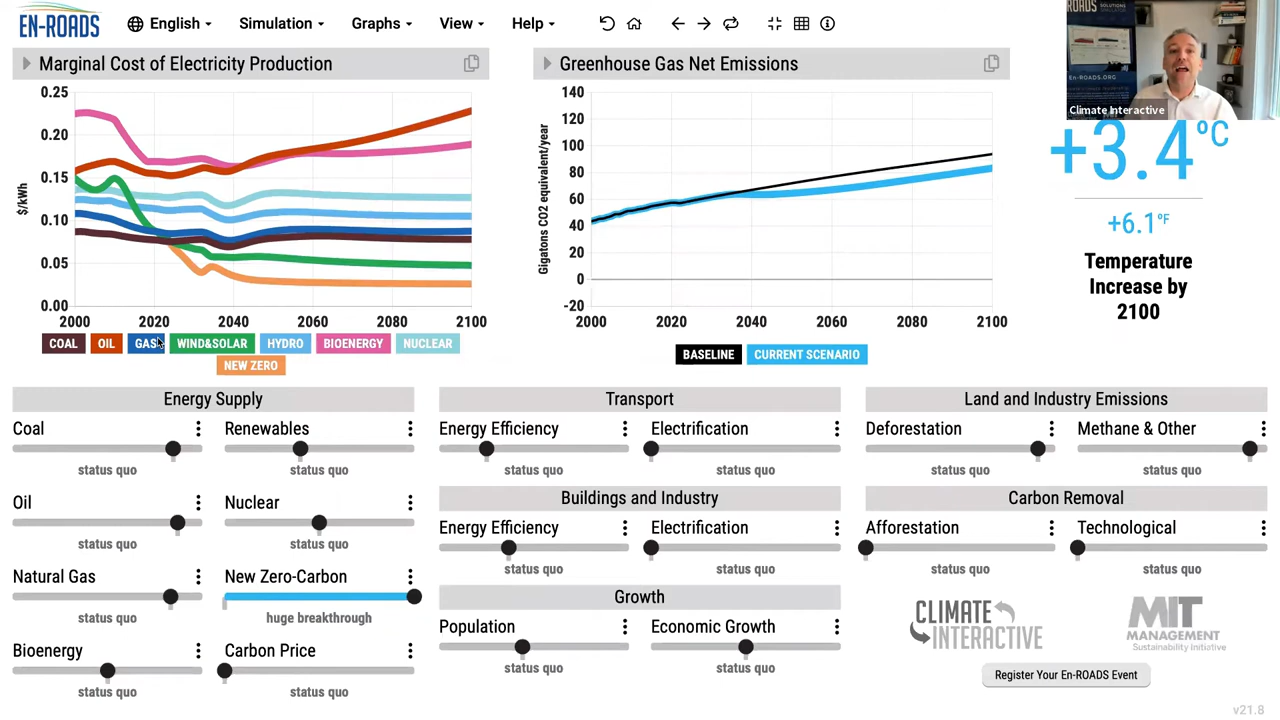 EN-ROADS
English
Simulation
Graphs
View
Help
Marginal Cost of Electricity Production
0.25
0.20
0.15
0.10
0.05
0.00
$/kWh
2000 2020 2040 2060 2080 2100
COAL OIL GAS WIND&SOLAR HYDRO BIOENERGY NUCLEAR
NEW ZERO
Greenhouse Gas Net Emissions
140
120
100
80
60
40
20
0
-20
Gigatons CO2 equivalent/year
2000 2020 2040 2060 2080 2100
BASELINE CURRENT SCENARIO
En-ROADS.ORG
Climate Interactive
+3.4°C
+6.1°F
Temperature
Increase by
2100
Energy Supply
Coal
status quo
Renewables
status quo
Oil
status quo
Nuclear
status quo
Natural Gas
status quo
New Zero-Carbon
huge breakthrough
Bioenergy
status quo
Carbon Price
status quo
Transport
Energy Efficiency
status quo
Electrification
status quo
Buildings and Industry
Energy Efficiency
status quo
Electrification
status quo
Growth
Population
status quo
Economic Growth
status quo
Land and Industry Emissions
Deforestation
status quo
Methane & Other
status quo
Carbon Removal
Afforestation
status quo
Technological
status quo
CLIMATE
INTERACTIVE
MIT
MANAGEMENT
Sustainability Initiative
Register Your En-ROADS Event
v21.8